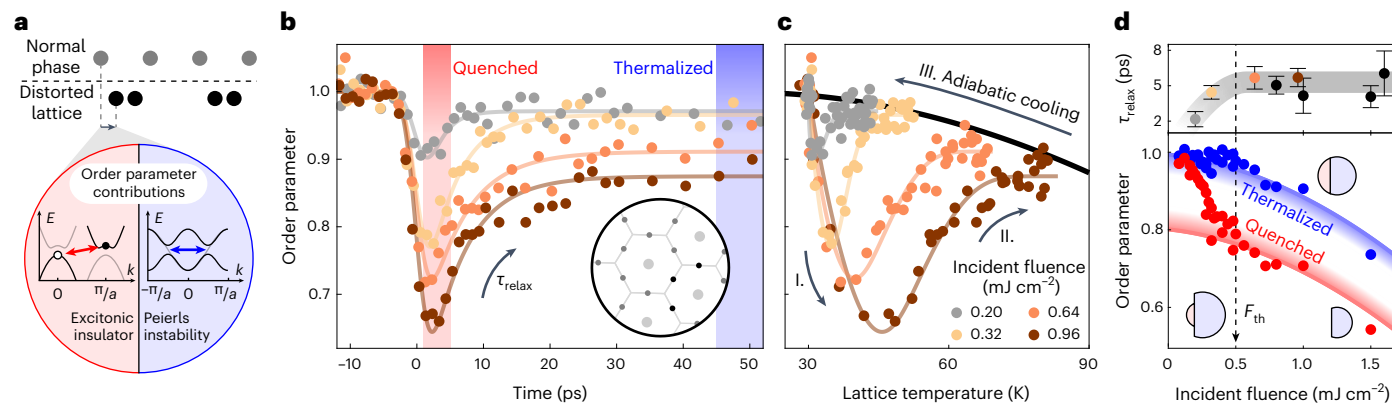 a
Normal
phase
Distorted
lattice
Order parameter
contributions
E
E
k
k
0
π/a
−π/a
0
π/a
Excitonic
insulator
Peierls
instability
b
Order parameter
1.0
0.9
0.8
0.7
Quenched
Thermalized
τrelax
−10
0
10
20
30
40
50
Time (ps)
c
III. Adiabatic cooling
I.
II.
Incident fluence
(mJ cm−2)
0.20
0.64
0.32
0.96
30
60
90
Lattice temperature (K)
d
τrelax (ps)
8
5
2
Order parameter
1.0
0.8
0.6
Thermalized
Quenched
Fth
0
0.5
1.0
1.5
Incident fluence (mJ cm−2)